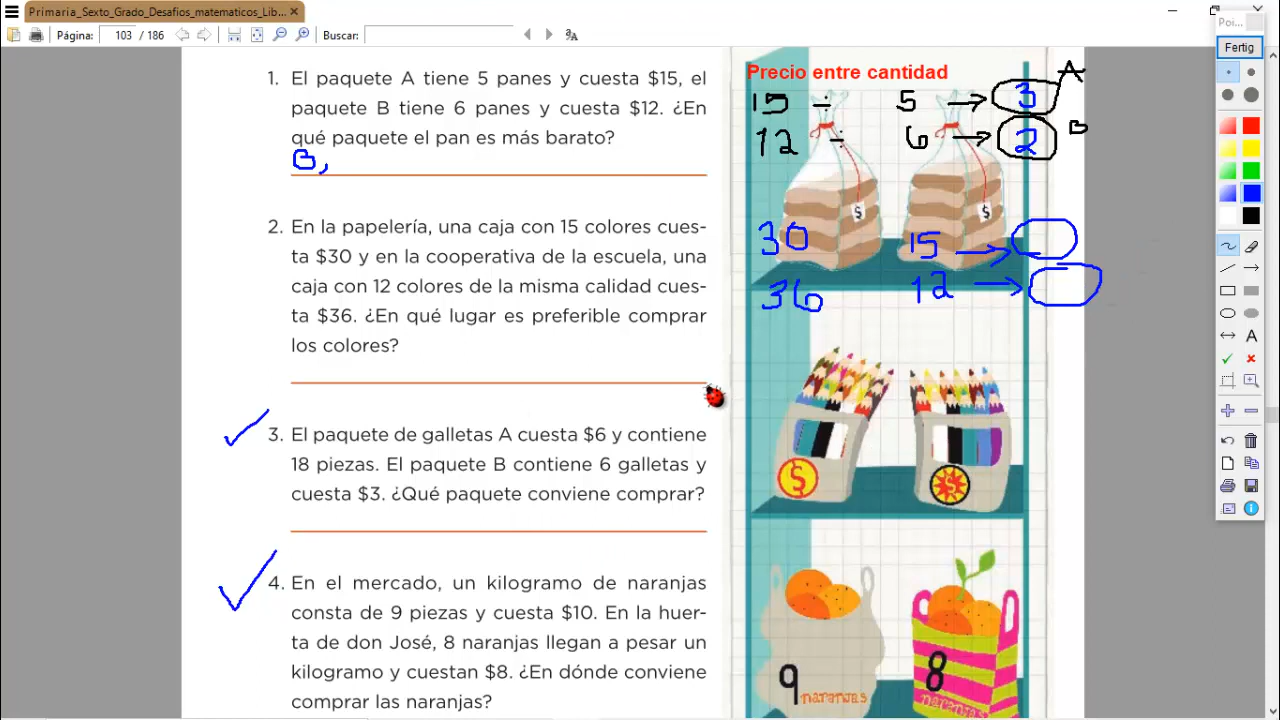 Primaria_Sexto_Grado_Desafios_matematicos_Lib...
Página: 103 / 186 Buscar:
Poi...
Fertig
1. El paquete A tiene 5 panes y cuesta $15, el
paquete B tiene 6 panes y cuesta $12. ¿En
qué paquete el pan es más barato?
B,
2. En la papelería, una caja con 15 colores cues-
ta $30 y en la cooperativa de la escuela, una
caja con 12 colores de la misma calidad cues-
ta $36. ¿En qué lugar es preferible comprar
los colores?
3. El paquete de galletas A cuesta $6 y contiene
18 piezas. El paquete B contiene 6 galletas y
cuesta $3. ¿Qué paquete conviene comprar?
4. En el mercado, un kilogramo de naranjas
consta de 9 piezas y cuesta $10. En la huer-
ta de don José, 8 naranjas llegan a pesar un
kilogramo y cuestan $8. ¿En dónde conviene
comprar las naranjas?
Precio entre cantidad
15 ÷ 5 → 3 A
12 ÷ 6 → 2 B
$ $
30 15 →
36 12 →
$ $
9 naranjas
8 naranjas
A